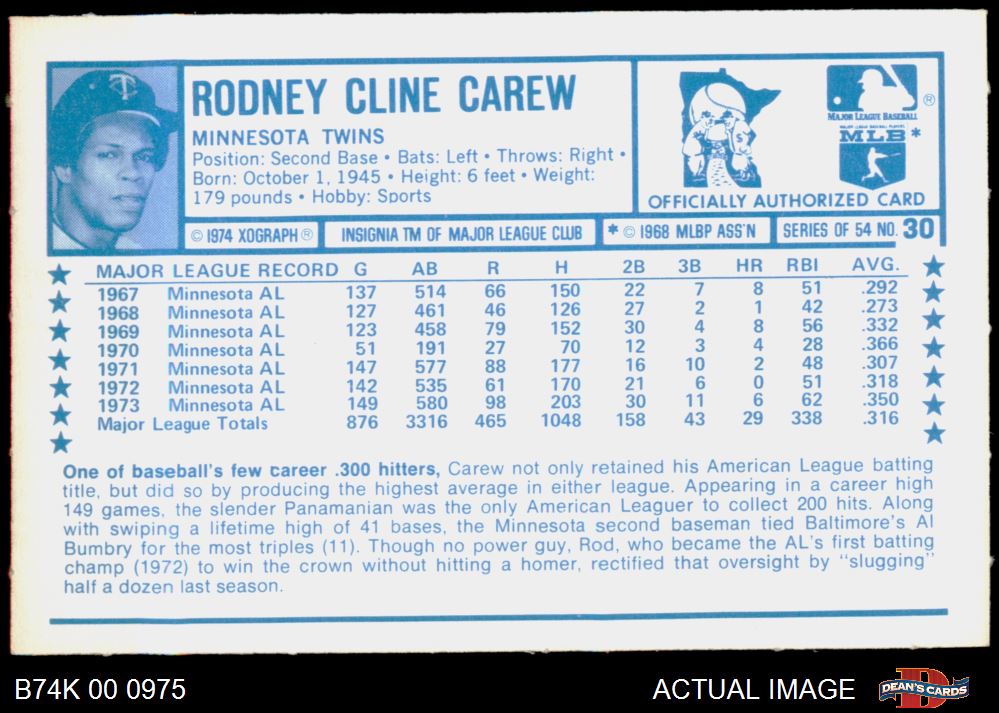 RODNEY CLINE CAREW
MINNESOTA TWINS
Position: Second Base • Bats: Left • Throws: Right •
Born: October 1, 1945 • Height: 6 feet • Weight:
179 pounds • Hobby: Sports
MAJOR LEAGUE BASEBALL ®
MAJOR LEAGUE BASEBALL PLAYERS
MLB *
OFFICIALLY AUTHORIZED CARD
© 1974 XOGRAPH ® INSIGNIA TM OF MAJOR LEAGUE CLUB * © 1968 MLBP ASS'N SERIES OF 54 NO. 30
MAJOR LEAGUE RECORD G AB R H 2B 3B HR RBI AVG.
1967 Minnesota AL 137 514 66 150 22 7 8 51 .292
1968 Minnesota AL 127 461 46 126 27 2 1 42 .273
1969 Minnesota AL 123 458 79 152 30 4 8 56 .332
1970 Minnesota AL 51 191 27 70 12 3 4 28 .366
1971 Minnesota AL 147 577 88 177 16 10 2 48 .307
1972 Minnesota AL 142 535 61 170 21 6 0 51 .318
1973 Minnesota AL 149 580 98 203 30 11 6 62 .350
Major League Totals 876 3316 465 1048 158 43 29 338 .316
One of baseball's few career .300 hitters, Carew not only retained his American League batting
title, but did so by producing the highest average in either league. Appearing in a career high
149 games, the slender Panamanian was the only American Leaguer to collect 200 hits. Along
with swiping a lifetime high of 41 bases, the Minnesota second baseman tied Baltimore's Al
Bumbry for the most triples (11). Though no power guy, Rod, who became the AL's first batting
champ (1972) to win the crown without hitting a homer, rectified that oversight by "slugging"
half a dozen last season.
B74K 00 0975 ACTUAL IMAGE DEAN'S CARDS